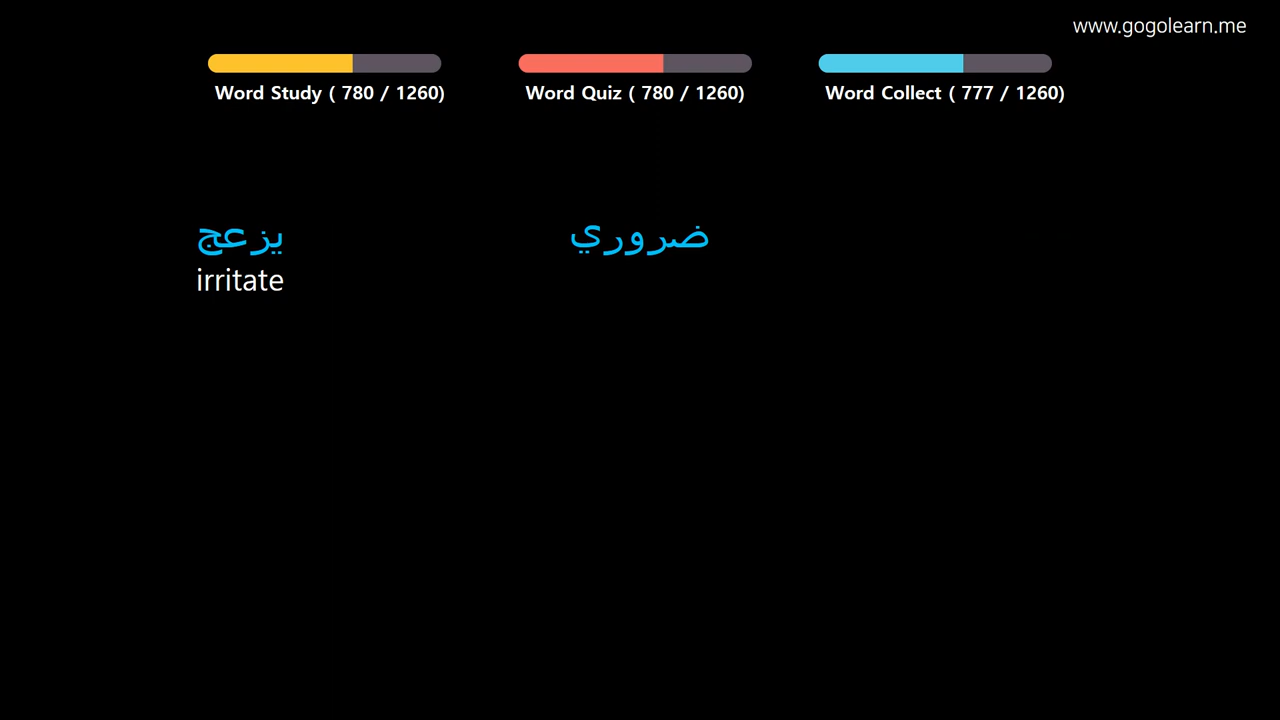 www.gogolearn.me
Word Study ( 780 / 1260)
Word Quiz ( 780 / 1260)
Word Collect ( 777 / 1260)
يزعج
irritate
ضروري